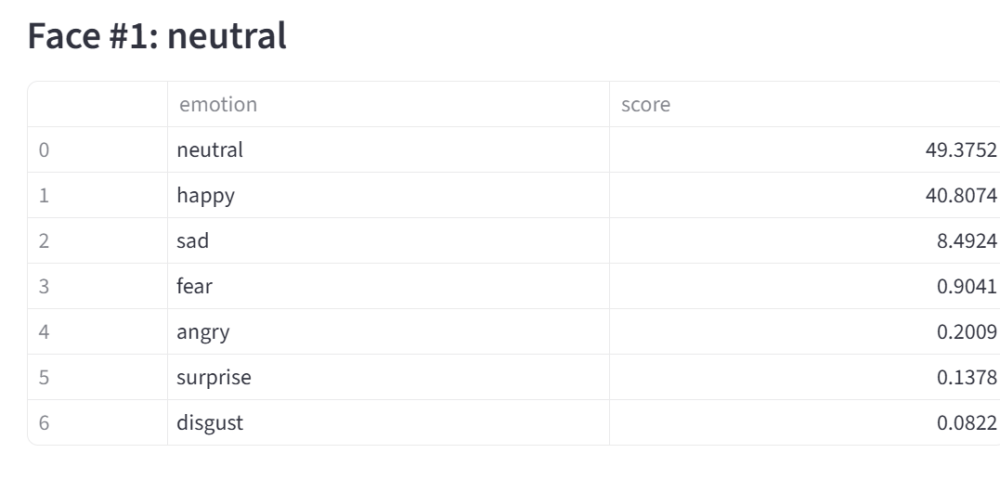 Face #1: neutral
emotion score
0 neutral 49.3752
1 happy 40.8074
2 sad 8.4924
3 fear 0.9041
4 angry 0.2009
5 surprise 0.1378
6 disgust 0.0822